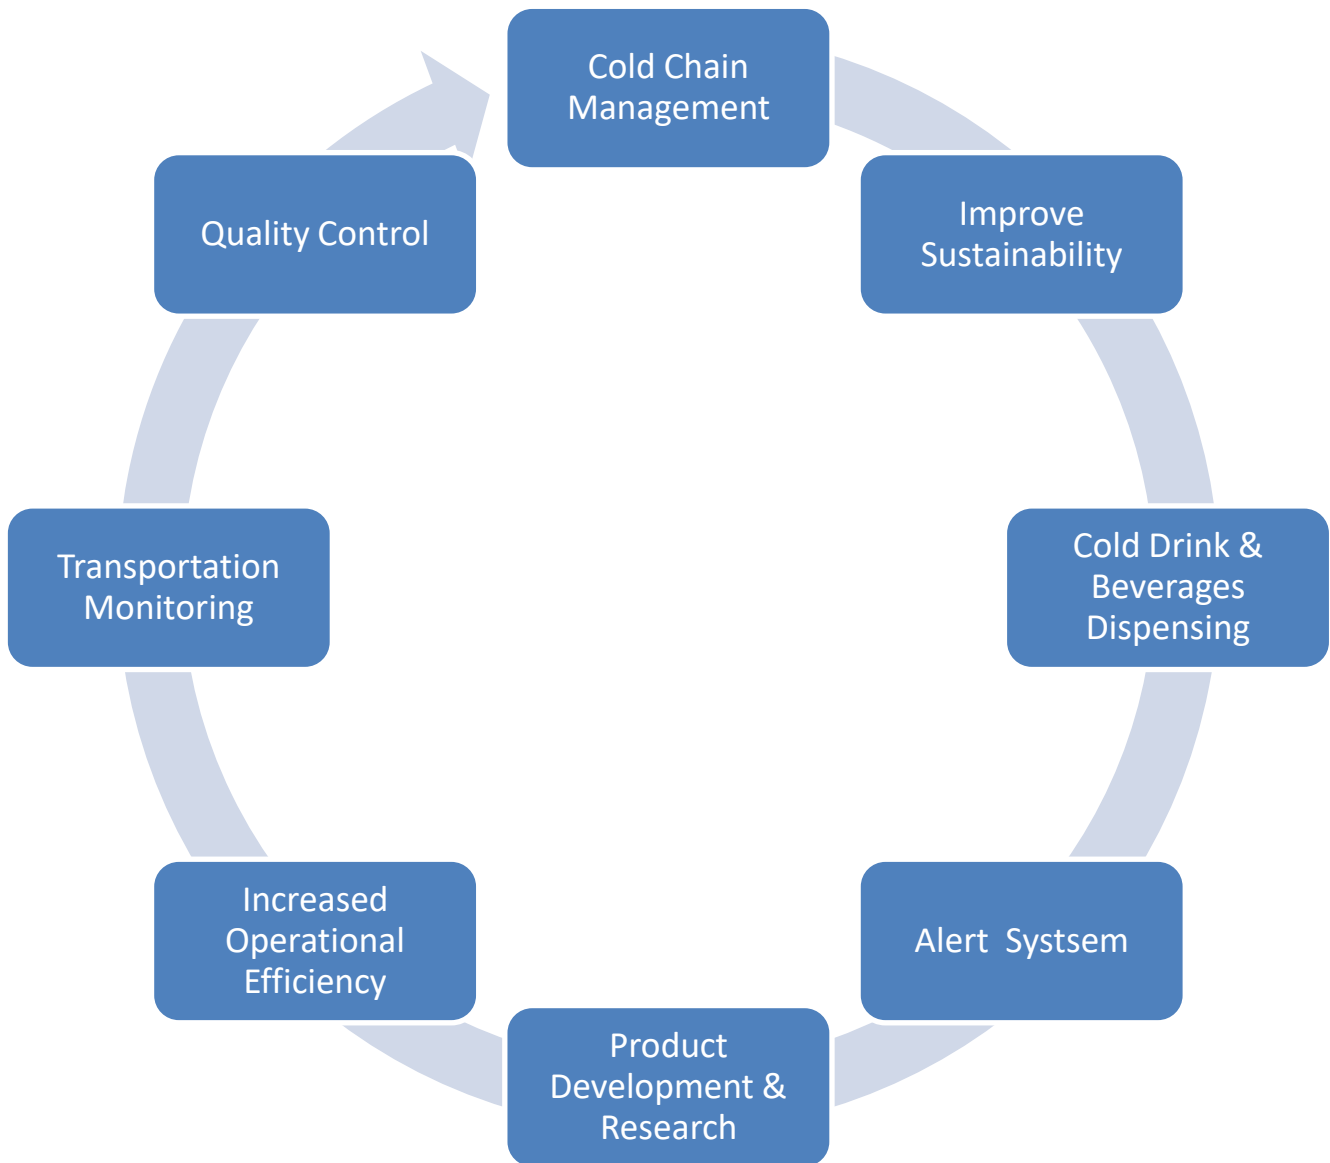 Cold Chain
Management
Improve
Sustainability
Cold Drink &
Beverages
Dispensing
Alert  Systsem
Product
Development &
Research
Increased
Operational
Efficiency
Transportation
Monitoring
Quality Control